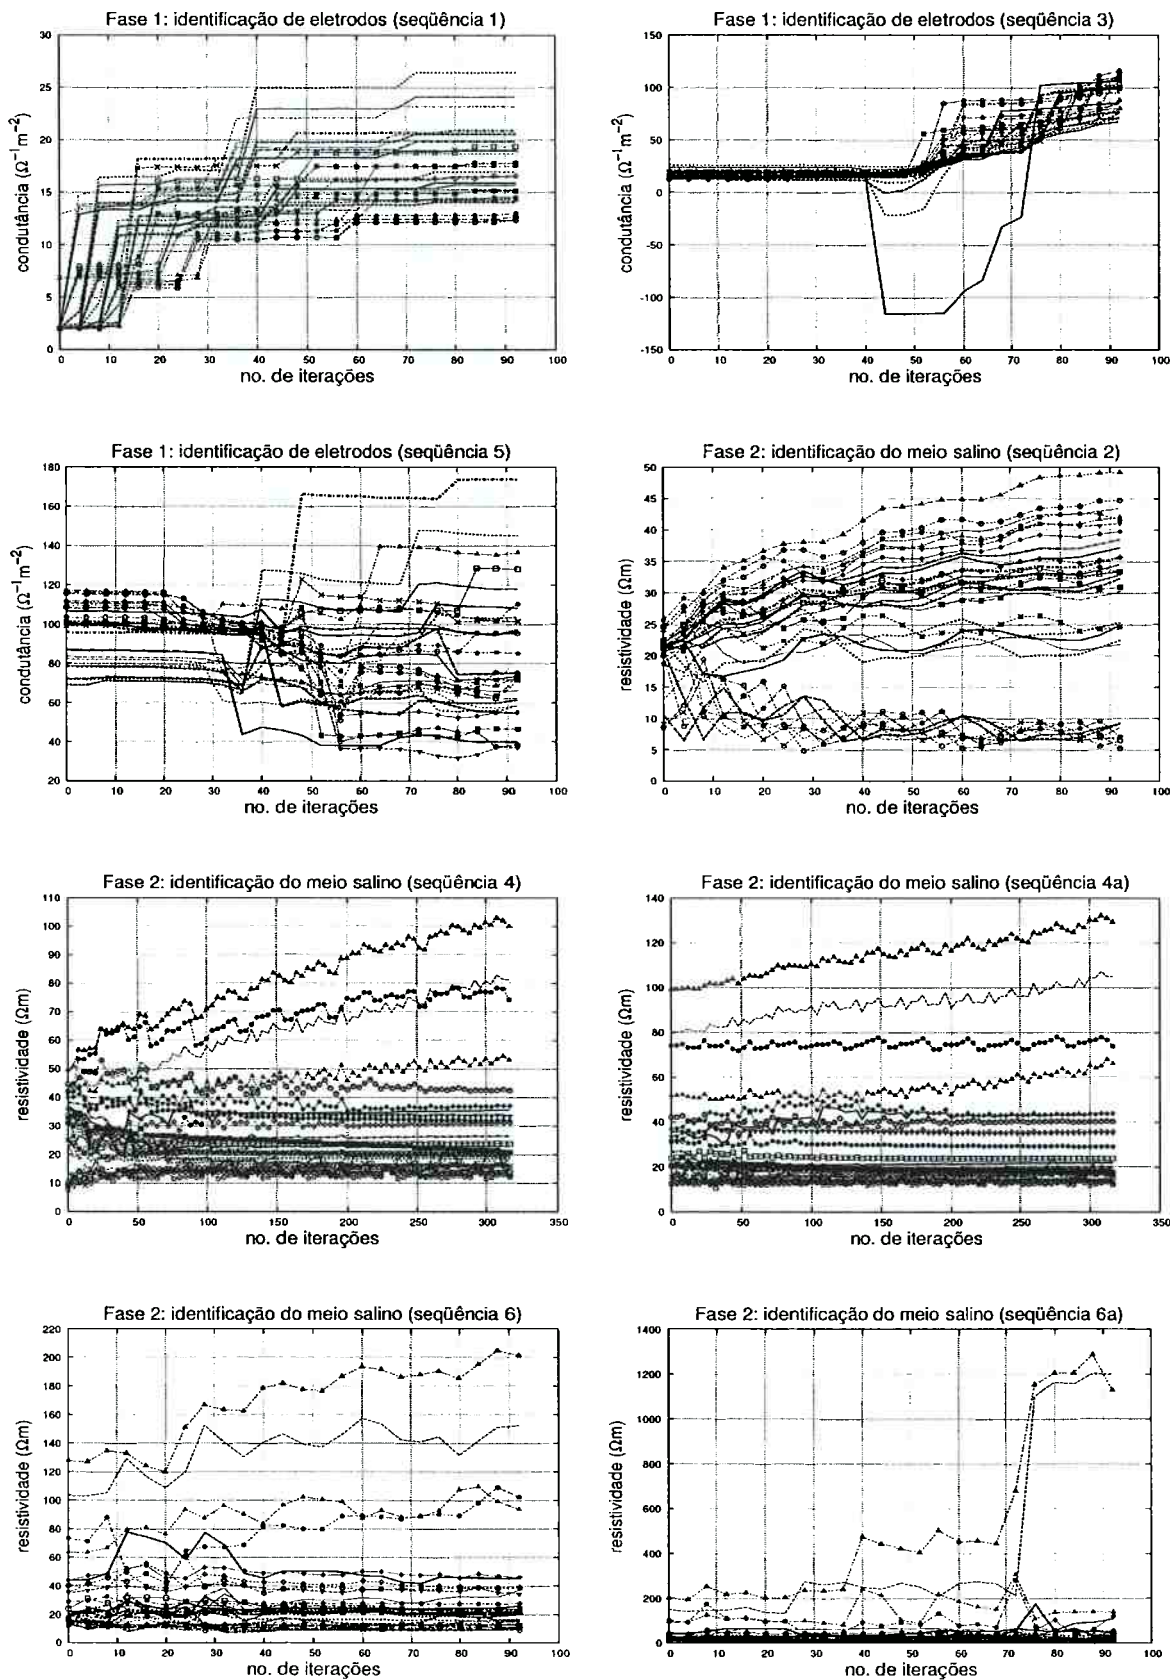 Fase 1: identificação de eletrodos (seqüência 1)
30
25
20
15
10
5
0
condutância (Ω⁻¹m⁻²)
0 10 20 30 40 50 60 70 80 90 100
no. de iterações
Fase 1: identificação de eletrodos (seqüência 3)
150
100
50
0
-50
-100
-150
condutância (Ω⁻¹m⁻²)
0 10 20 30 40 50 60 70 80 90 100
no. de iterações
Fase 1: identificação de eletrodos (seqüência 5)
180
160
140
120
100
80
60
40
20
condutância (Ω⁻¹m⁻²)
0 10 20 30 40 50 60 70 80 90 100
no. de iterações
Fase 2: identificação do meio salino (seqüência 2)
50
45
40
35
30
25
20
15
10
5
0
resistividade (Ωm)
0 10 20 30 40 50 60 70 80 90 100
no. de iterações
Fase 2: identificação do meio salino (seqüência 4)
110
100
90
80
70
60
50
40
30
20
10
0
resistividade (Ωm)
0 50 100 150 200 250 300 350
no. de iterações
Fase 2: identificação do meio salino (seqüência 4a)
140
120
100
80
60
40
20
0
resistividade (Ωm)
0 50 100 150 200 250 300 350
no. de iterações
Fase 2: identificação do meio salino (seqüência 6)
220
200
180
160
140
120
100
80
60
40
20
0
resistividade (Ωm)
0 10 20 30 40 50 60 70 80 90 100
no. de iterações
Fase 2: identificação do meio salino (seqüência 6a)
1400
1200
1000
800
600
400
200
0
resistividade (Ωm)
0 10 20 30 40 50 60 70 80 90 100
no. de iterações